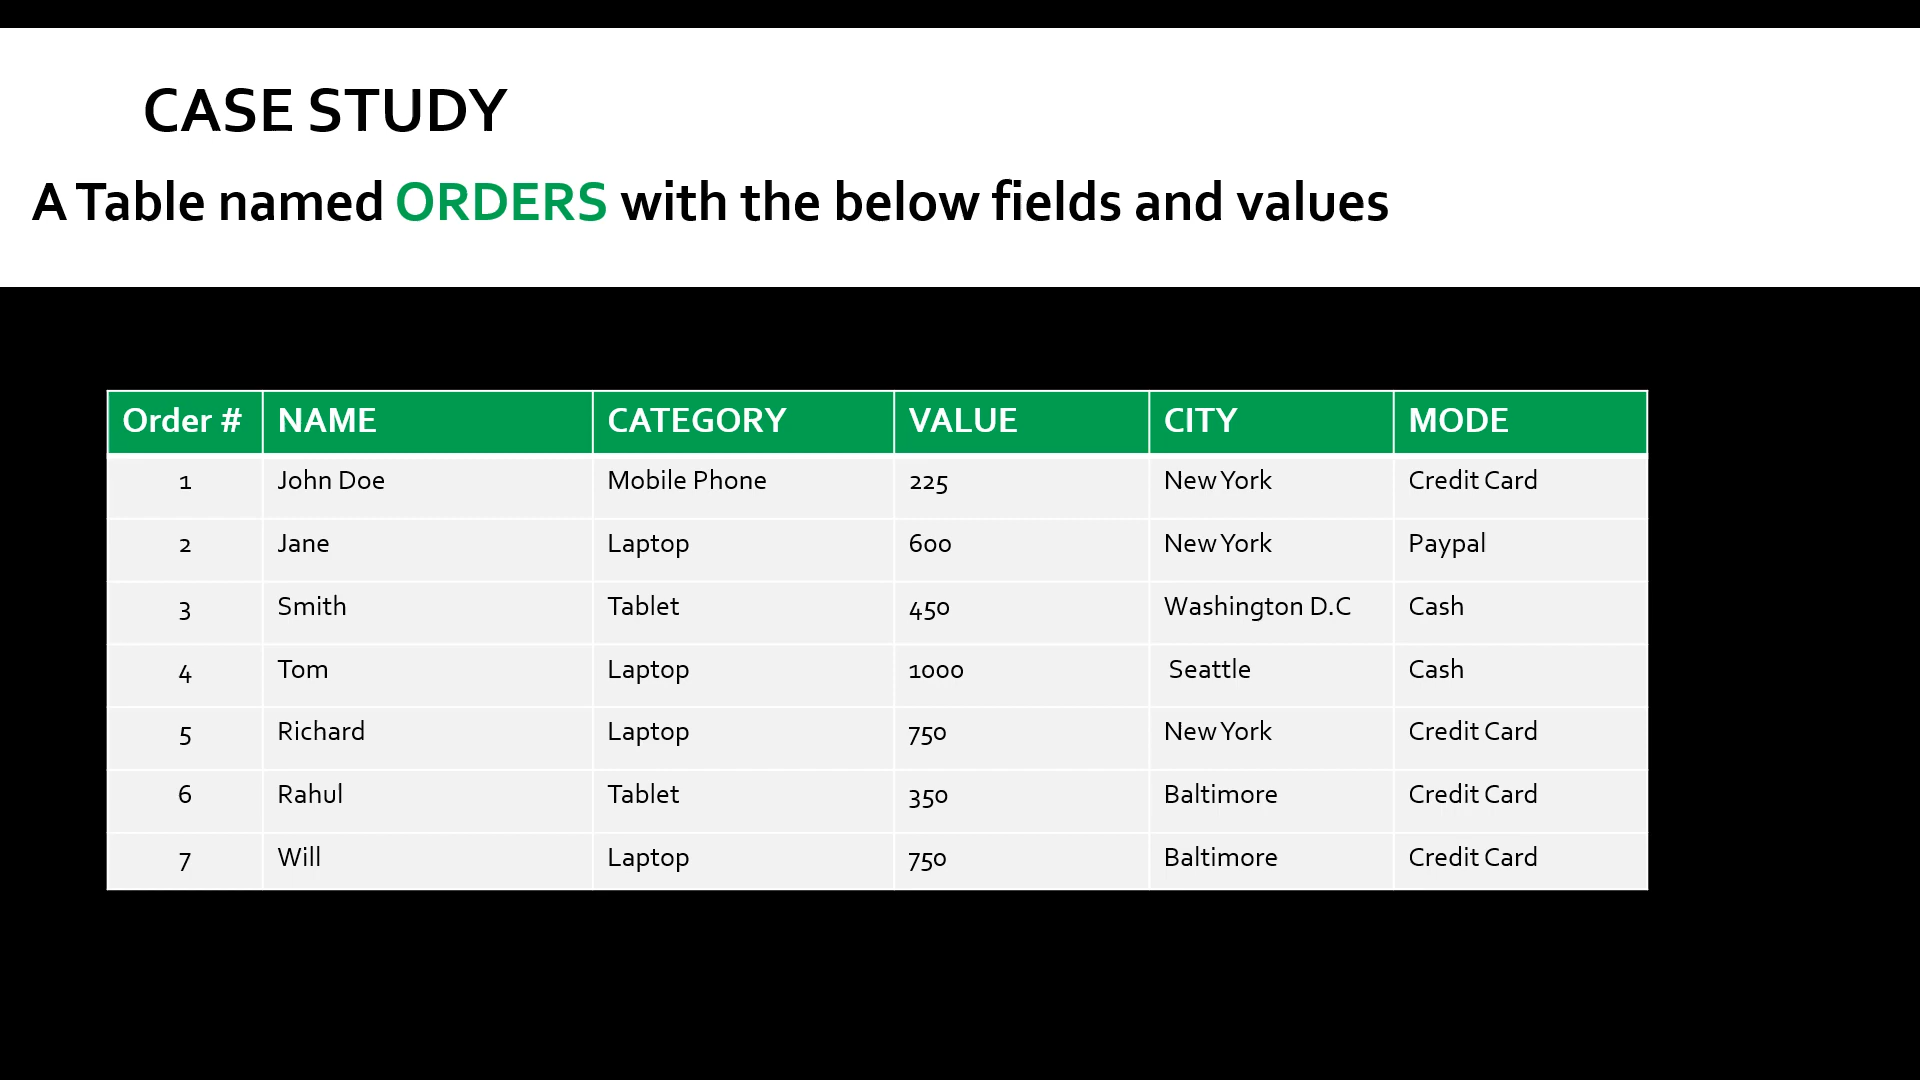 CASE STUDY
A Table named ORDERS with the below fields and values
Order # NAME CATEGORY VALUE CITY MODE
1 John Doe Mobile Phone 225 New York Credit Card
2 Jane Laptop 600 New York Paypal
3 Smith Tablet 450 Washington D.C Cash
4 Tom Laptop 1000 Seattle Cash
5 Richard Laptop 750 New York Credit Card
6 Rahul Tablet 350 Baltimore Credit Card
7 Will Laptop 750 Baltimore Credit Card